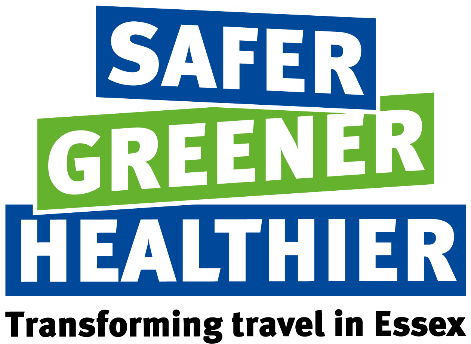 SAFER
GREENER
HEALTHIER
Transforming travel in Essex